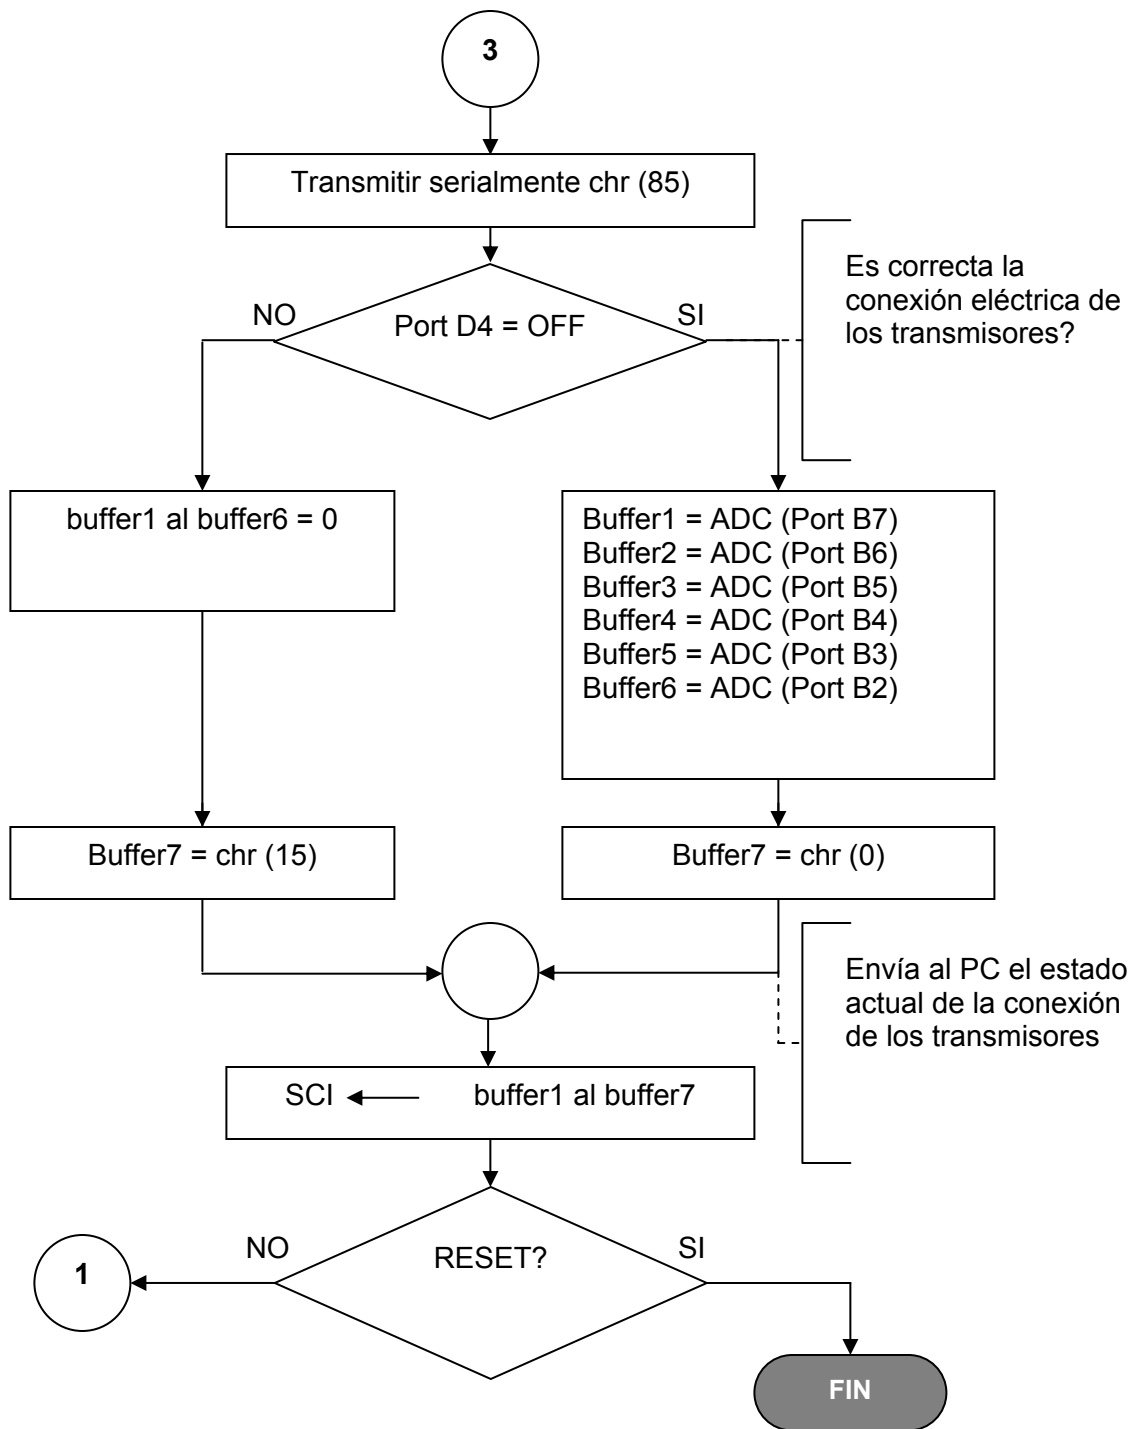 3
Transmitir serialmente chr (85)
Es correcta la
conexión eléctrica de
los transmisores?
NO
Port D4 = OFF
SI
buffer1 al buffer6 = 0
Buffer1 = ADC (Port B7)
Buffer2 = ADC (Port B6)
Buffer3 = ADC (Port B5)
Buffer4 = ADC (Port B4)
Buffer5 = ADC (Port B3)
Buffer6 = ADC (Port B2)
Buffer7 = chr (15)
Buffer7 = chr (0)
Envía al PC el estado
actual de la conexión
de los transmisores
SCI ← buffer1 al buffer7
NO
RESET?
SI
1
FIN